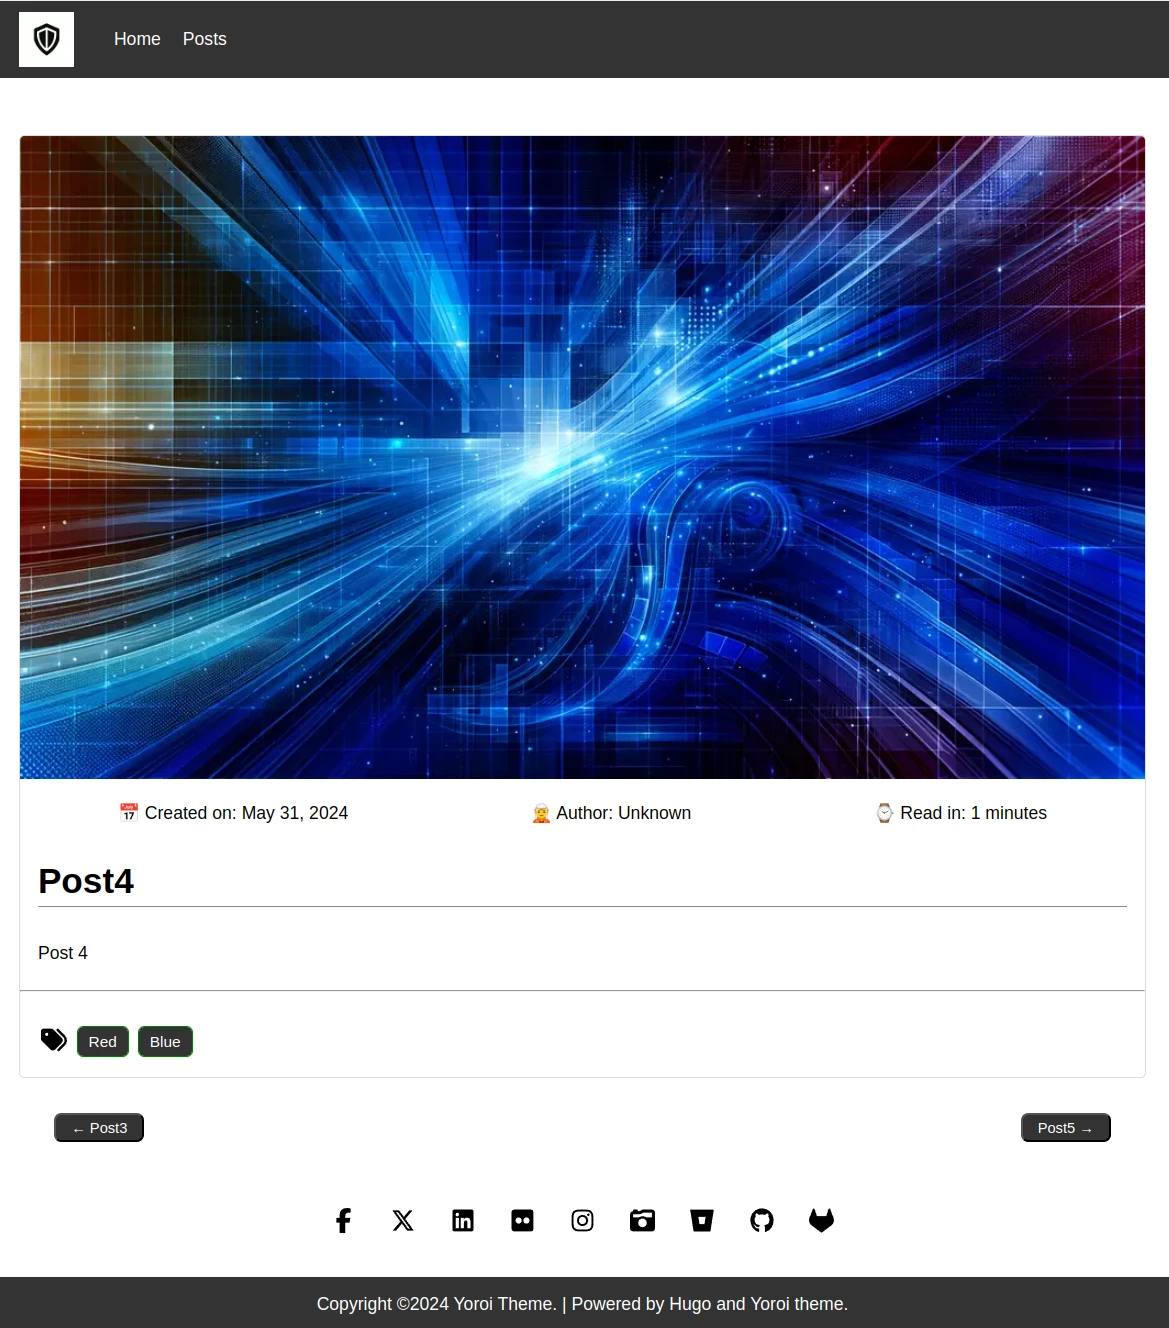 Home Posts
📅 Created on: May 31, 2024 🧝 Author: Unknown ⌚ Read in: 1 minutes
Post4
Post 4
Red Blue
← Post3 Post5 →
Copyright ©2024 Yoroi Theme. | Powered by Hugo and Yoroi theme.